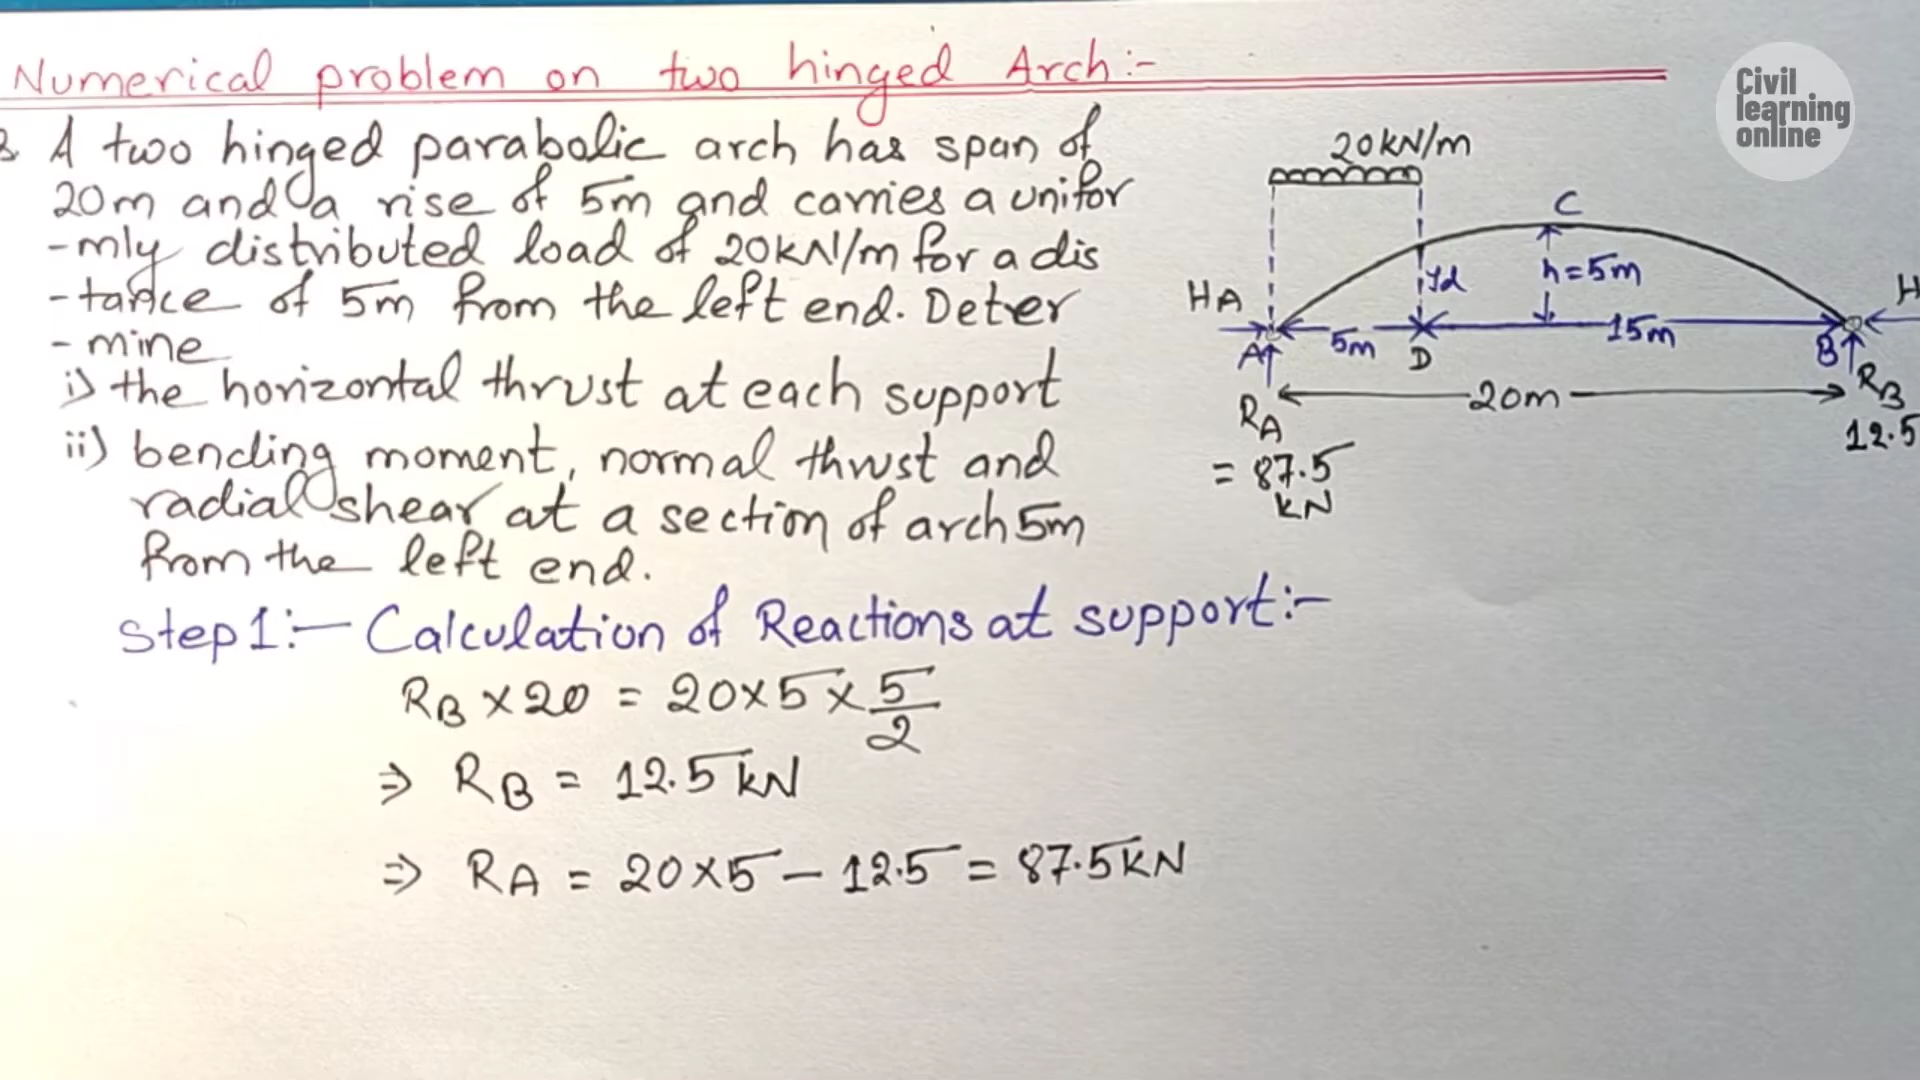 Numerical problem on two hinged Arch:-
A two hinged parabolic arch has span of
20m and a rise of 5m and carries a unifor
-mly distributed load of 20kN/m for a dis
-tance of 5m from the left end. Deter
-mine
i) the horizontal thrust at each support
ii) bending moment, normal thrust and
radial shear at a section of arch 5m
from the left end.
Step 1:- Calculation of Reactions at support:-
RB × 20 = 20×5×5/2
⇒ RB = 12.5kN
⇒ RA = 20×5 - 12.5 = 87.5kN
Civil
learning
online
20kN/m
C
yd
h=5m
HA
H
5m
15m
A
D
B
20m
RA
= 87.5
kN
RB
12.5